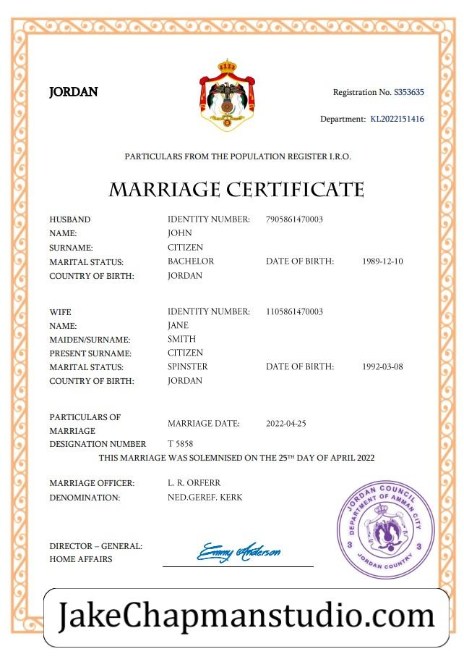 JORDAN
Registration No. S353635
Department: KL2022151416
PARTICULARS FROM THE POPULATION REGISTER I.R.O.
MARRIAGE CERTIFICATE
HUSBAND IDENTITY NUMBER: 7905861470003
NAME: JOHN
SURNAME: CITIZEN
MARITAL STATUS: BACHELOR DATE OF BIRTH: 1989-12-10
COUNTRY OF BIRTH: JORDAN
WIFE IDENTITY NUMBER: 1105861470003
NAME: JANE
MAIDEN/SURNAME: SMITH
PRESENT SURNAME: CITIZEN
MARITAL STATUS: SPINSTER DATE OF BIRTH: 1992-03-08
COUNTRY OF BIRTH: JORDAN
PARTICULARS OF
MARRIAGE MARRIAGE DATE: 2022-04-25
DESIGNATION NUMBER T 5858
THIS MARRIAGE WAS SOLEMNISED ON THE 25TH DAY OF APRIL 2022
MARRIAGE OFFICER: L. R. ORFERR
DENOMINATION: NED.GEREF. KERK
JORDAN COUNCIL
DEPARTMENT OF AMMAN CITY
3 3
JORDAN COUNTRY
DIRECTOR – GENERAL:
HOME AFFAIRS
Emmy Anderson
JakeChapmanstudio.com